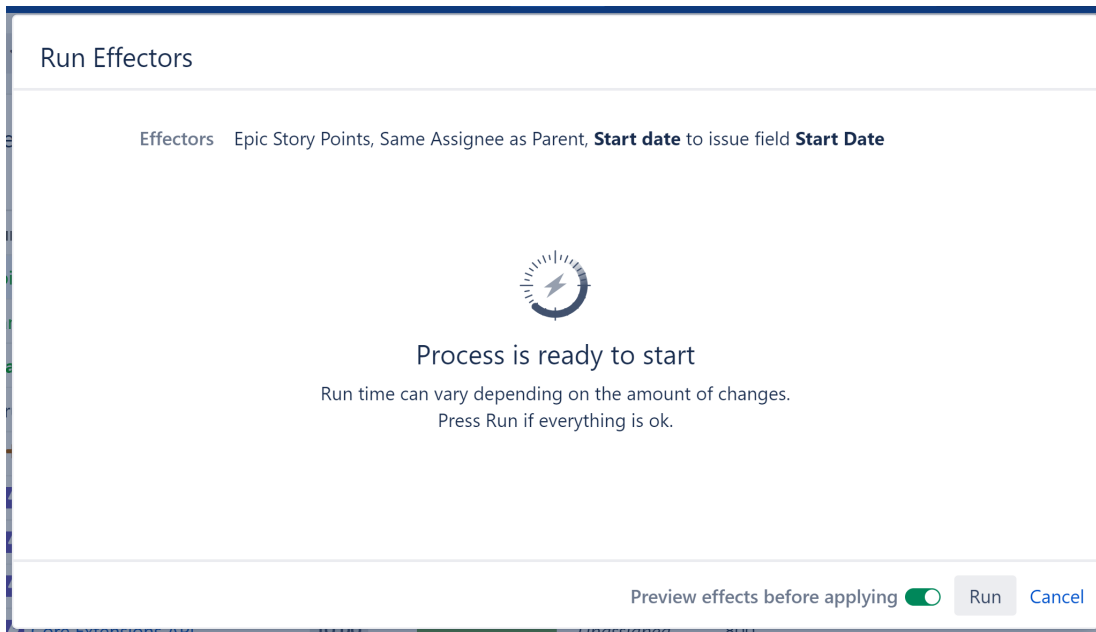 Run Effectors
Effectors Epic Story Points, Same Assignee as Parent, Start date to issue field Start Date
Process is ready to start
Run time can vary depending on the amount of changes.
Press Run if everything is ok.
Preview effects before applying Run Cancel